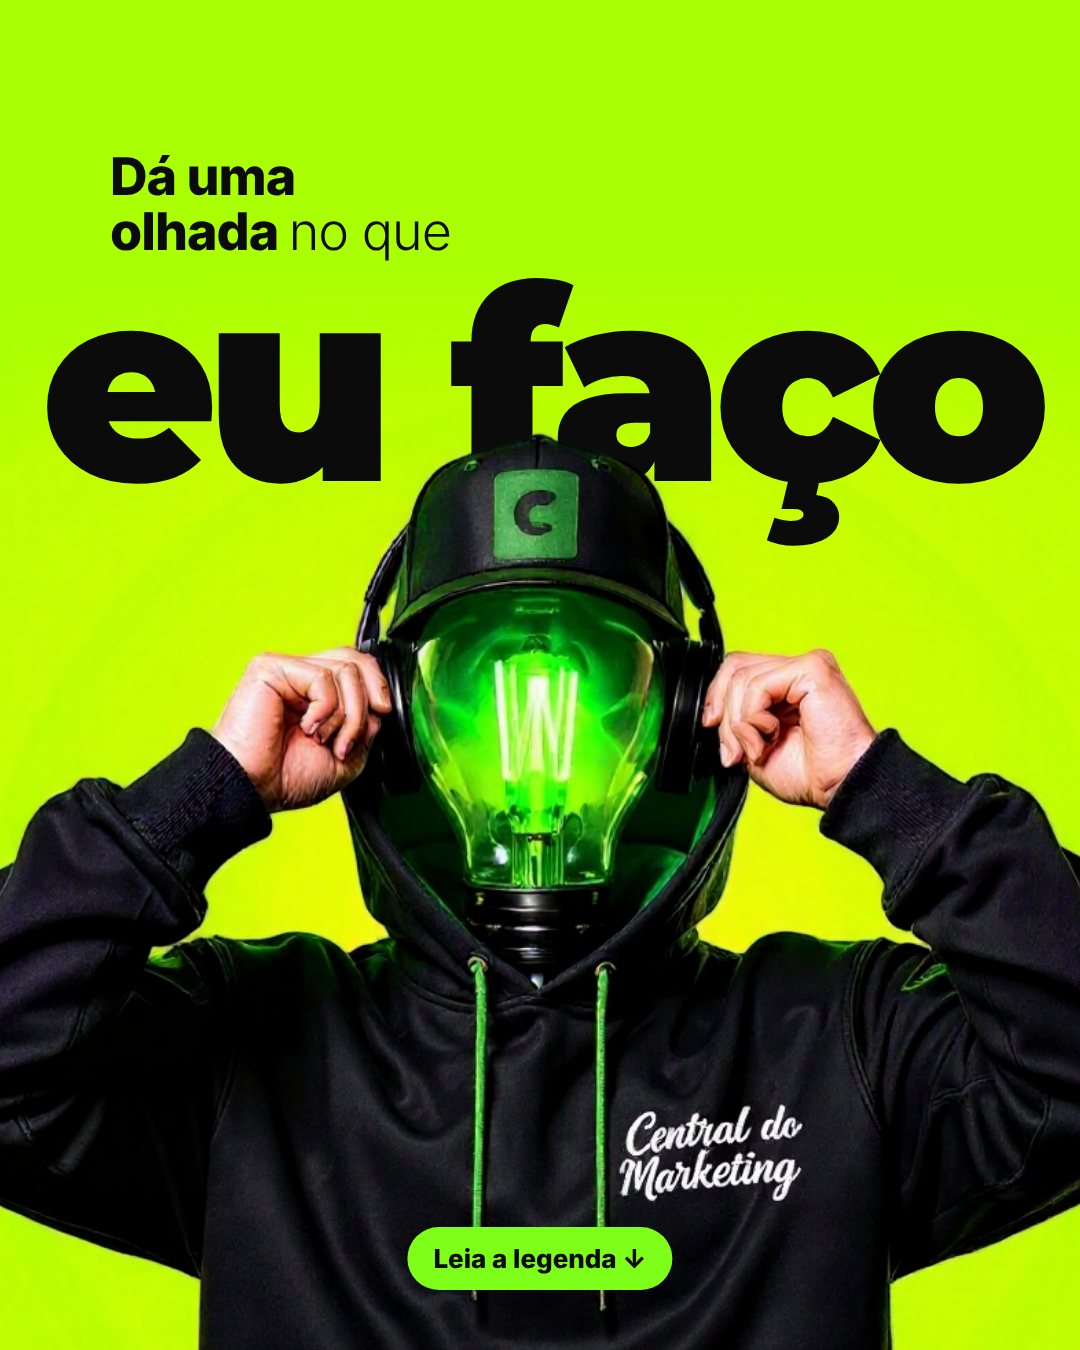 Dá uma
olhada no que
eu faço
C
Central do
Marketing
Leia a legenda ↓